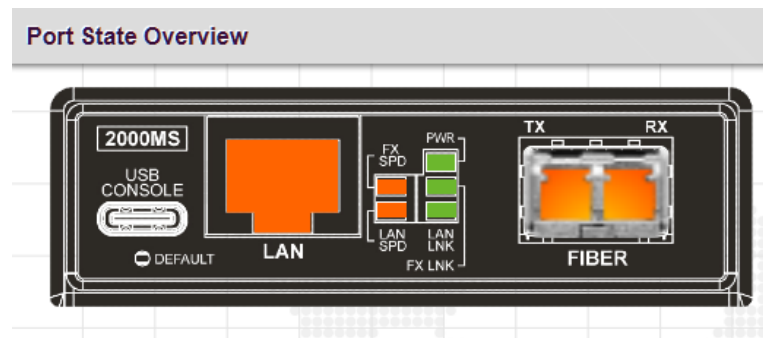 Port State Overview
2000MS
USB
CONSOLE
DEFAULT
LAN
FX
SPD
PWR
LAN
SPD
LAN
LNK
FX LNK
TX
RX
FIBER